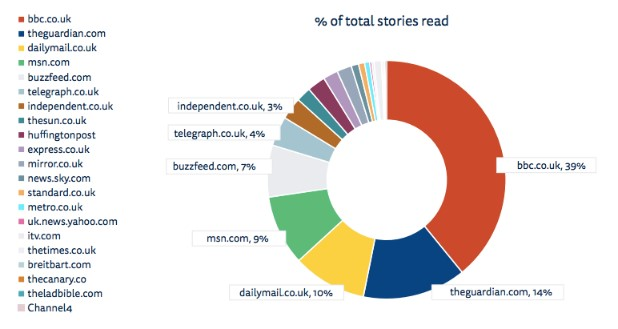 % of total stories read
bbc.co.uk
theguardian.com
dailymail.co.uk
msn.com
buzzfeed.com
telegraph.co.uk
independent.co.uk
thesun.co.uk
huffingtonpost
express.co.uk
mirror.co.uk
news.sky.com
standard.co.uk
metro.co.uk
uk.news.yahoo.com
itv.com
thetimes.co.uk
breitbart.com
thecanary.co
theladbible.com
Channel4
independent.co.uk, 3%
telegraph.co.uk, 4%
buzzfeed.com, 7%
msn.com, 9%
dailymail.co.uk, 10%
theguardian.com, 14%
bbc.co.uk, 39%